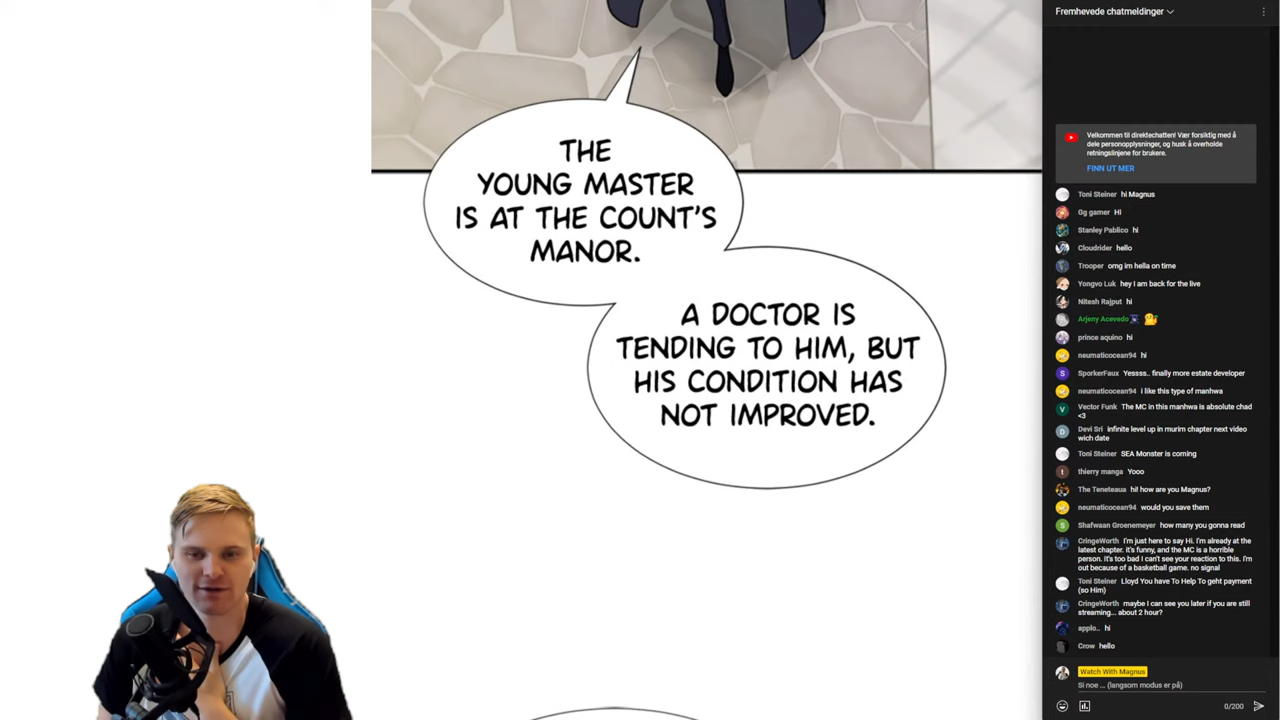 THE
YOUNG MASTER
IS AT THE COUNT'S
MANOR.
A DOCTOR IS
TENDING TO HIM, BUT
HIS CONDITION HAS
NOT IMPROVED.
Fremhevede chatmeldinger
Velkommen til direktechatten! Vær forsiktig med å
dele personopplysninger, og husk å overholde
retningslinjene for brukere.
FINN UT MER
Toni Steiner hi Magnus
Gg gamer Hi
Stanley Pablico hi
Cloudrider hello
Trooper omg im hella on time
Yongvo Luk hey I am back for the live
Nitesh Rajput hi
Arjeny Acevedo
prince aquino hi
neumaticocean94 hi
S
SporkerFaux Yessss.. finally more estate developer
neumaticocean94 i like this type of manhwa
V
Vector Funk The MC in this manhwa is absolute chad
<3
D
Devi Sri infinite level up in murim chapter next video
wich date
Toni Steiner SEA Monster is coming
t
thierry manga Yooo
The Teneteaua hi! how are you Magnus?
neumaticocean94 would you save them
S
Shafwaan Groenemeyer how many you gonna read
CringeWorth I'm just here to say Hi. I'm already at the
latest chapter. it's funny, and the MC is a horrible
person. it's too bad I can't see your reaction to this. I'm
out because of a basketball game. no signal
Toni Steiner Lloyd You have To Help To geht payment
(so Him)
CringeWorth maybe I can see you later if you are still
streaming... about 2 hour?
applo.. hi
Crow hello
Watch With Magnus
Si noe ... (langsom modus er på)
0/200